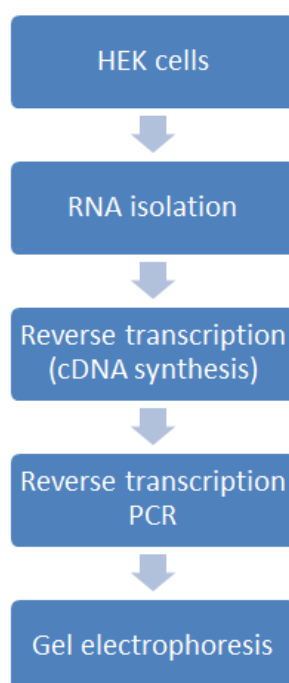 HEK cells
RNA isolation
Reverse transcription
(cDNA synthesis)
Reverse transcription
PCR
Gel electrophoresis